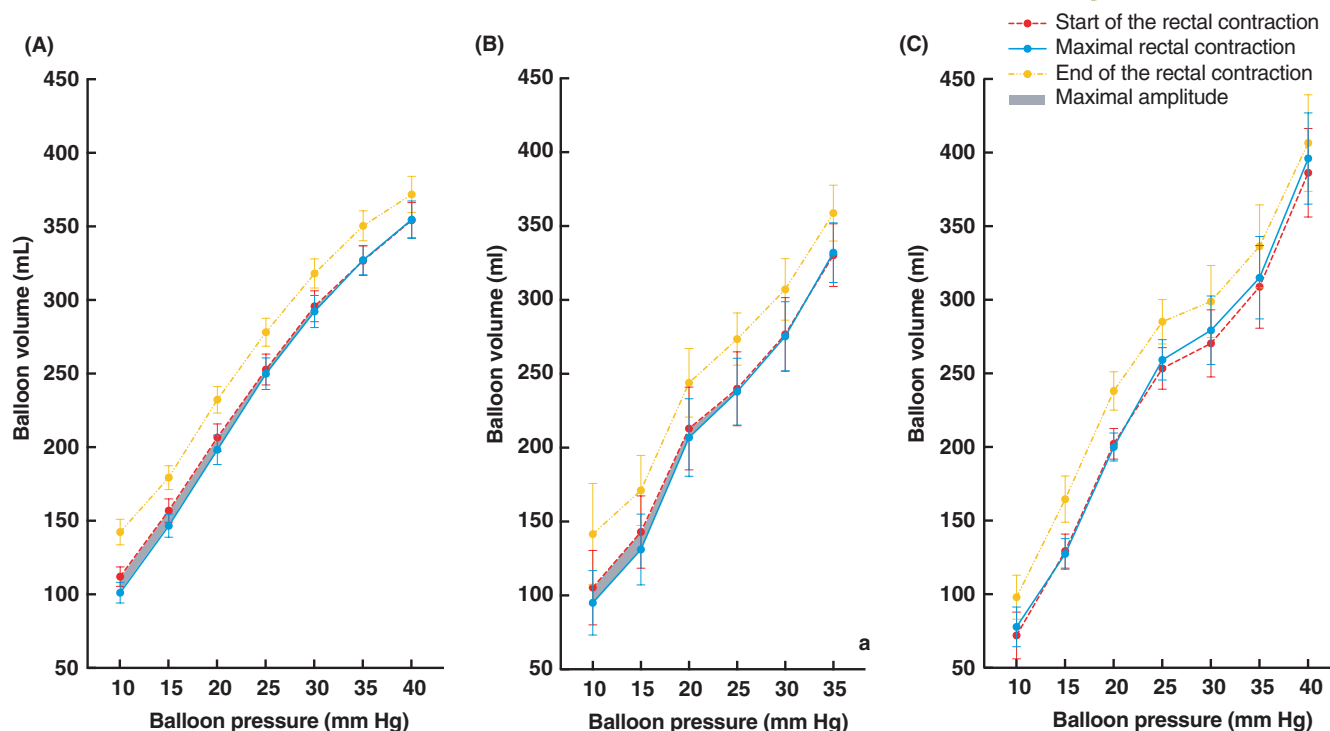 Start of the rectal contraction
Maximal rectal contraction
End of the rectal contraction
Maximal amplitude
(A)
450
400
350
300
250
200
150
100
50
Balloon volume (mL)
10 15 20 25 30 35 40
Balloon pressure (mm Hg)
(B)
450
400
350
300
250
200
150
100
50
Balloon volume (ml)
a
10 15 20 25 30 35
Balloon pressure (mm Hg)
(C)
450
400
350
300
250
200
150
100
50
Balloon volume (ml)
10 15 20 25 30 35 40
Balloon pressure (mm Hg)